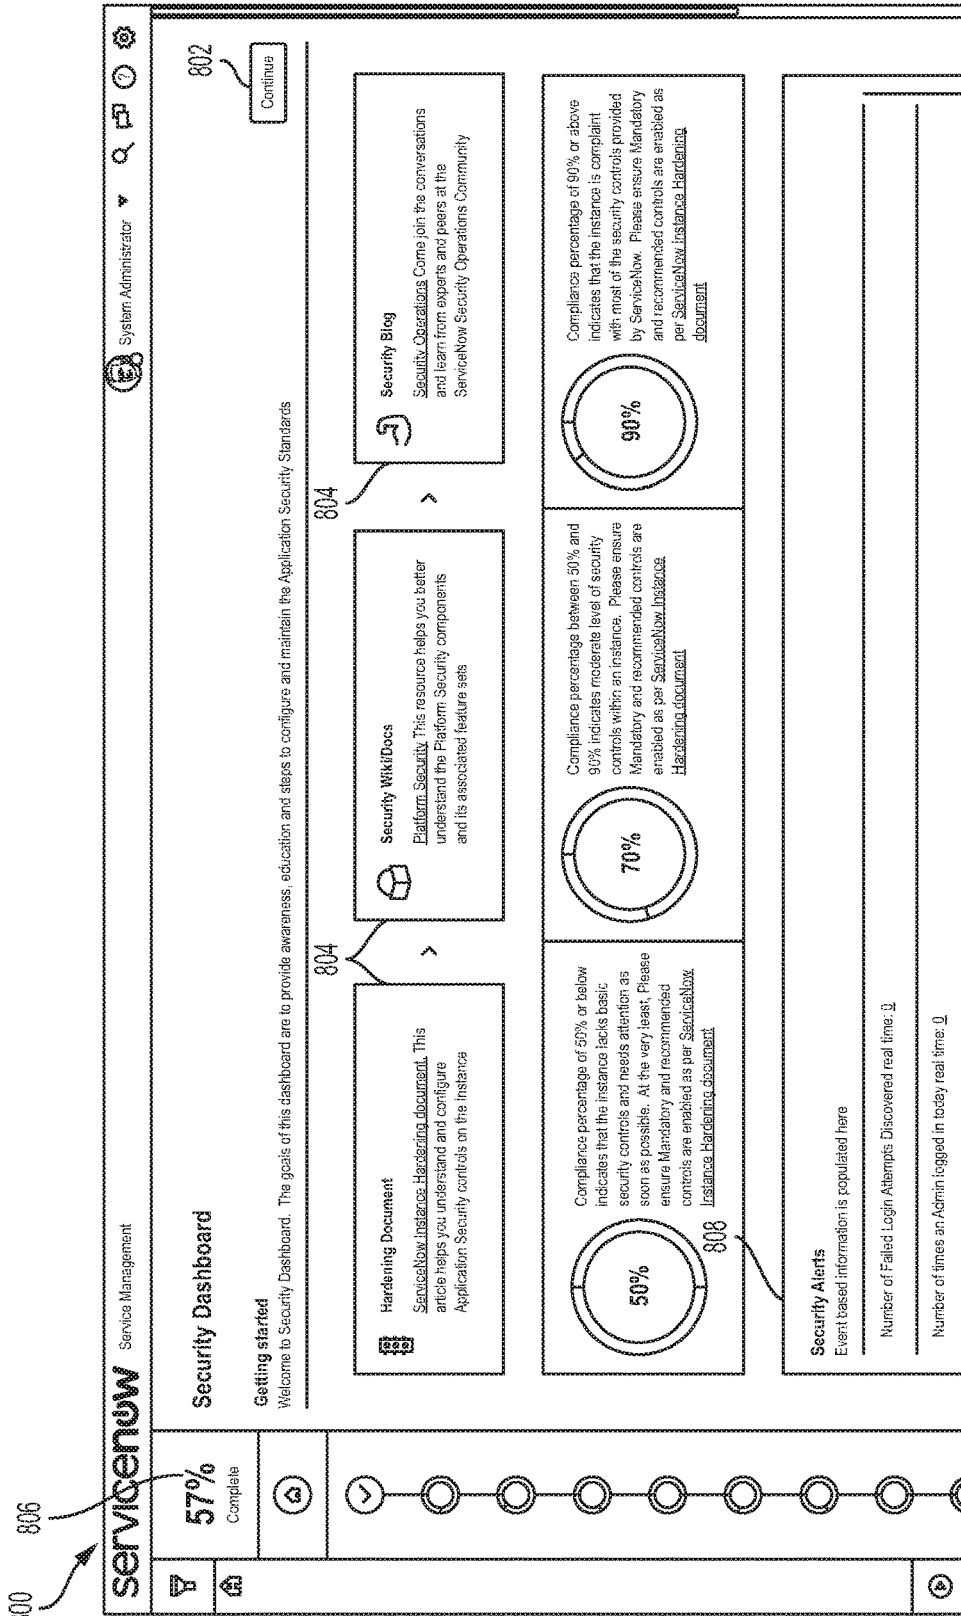 806
servicenow Service Management
System Administrator
57%
Complete
Security Dashboard
802
Continue
Getting started
Welcome to Security Dashboard. The goals of this dashboard are to provide awareness, education and steps to configure and maintain the Application Security Standards
804
804
Hardening Document
ServiceNow Instance Hardening document. This
article helps you understand and configure
Application Security controls on the instance
Security Wiki/Docs
Platform Security This resource helps you better
understand the Platform Security components
and its associated feature sets
Security Blog
Security Operations Come join the conversations
and learn from experts and peers at the
ServiceNow Security Operations Community
50%
Compliance percentage of 50% or below
indicates that the instance lacks basic
security controls and needs attention as
soon as possible. At the very least, Please
ensure Mandatory and recommended
controls are enabled as per ServiceNow
Instance Hardening document
70%
Compliance percentage between 50% and
90% indicates moderate level of security
controls within an instance. Please ensure
Mandatory and recommended controls are
enabled as per ServiceNow Instance
Hardening document
90%
Compliance percentage of 90% or above
indicates that the instance is complaint
with most of the security controls provided
by ServiceNow. Please ensure Mandatory
and recommended controls are enabled as
per ServiceNow Instance Hardening
document
808
Security Alerts
Event based information is populated here
Number of Failed Login Attempts Discovered real time: 0
Number of times an Admin logged in today real time: 0